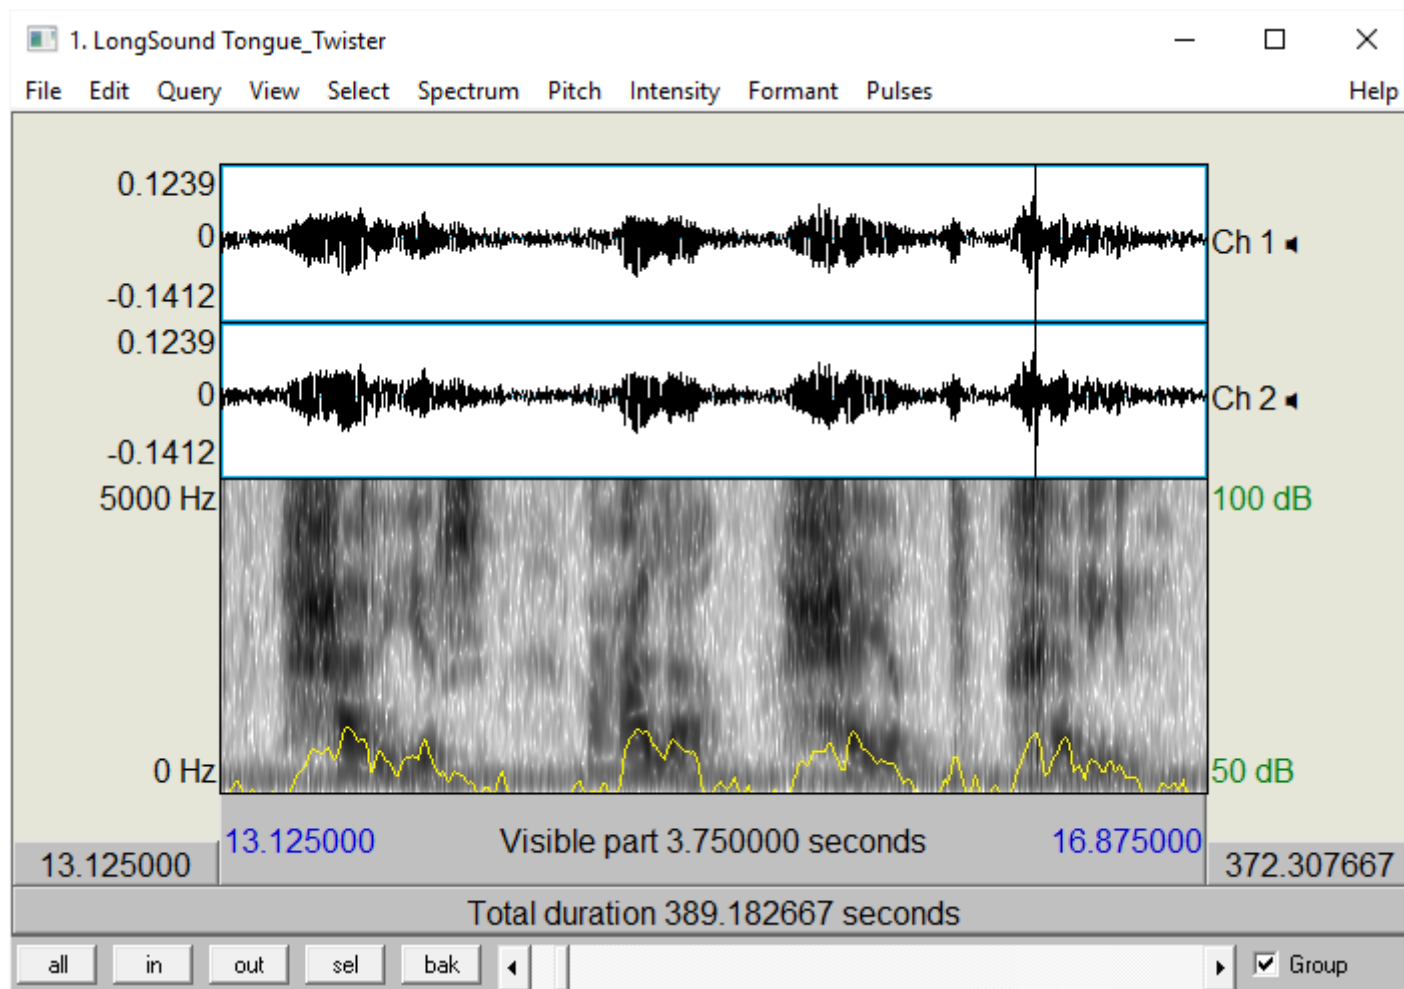 1. LongSound Tongue_Twister
File Edit Query View Select Spectrum Pitch Intensity Formant Pulses Help
0.1239
0
-0.1412
Ch 1
0.1239
0
-0.1412
Ch 2
5000 Hz
100 dB
0 Hz
50 dB
13.125000 Visible part 3.750000 seconds 16.875000
13.125000 372.307667
Total duration 389.182667 seconds
all in out sel bak Group